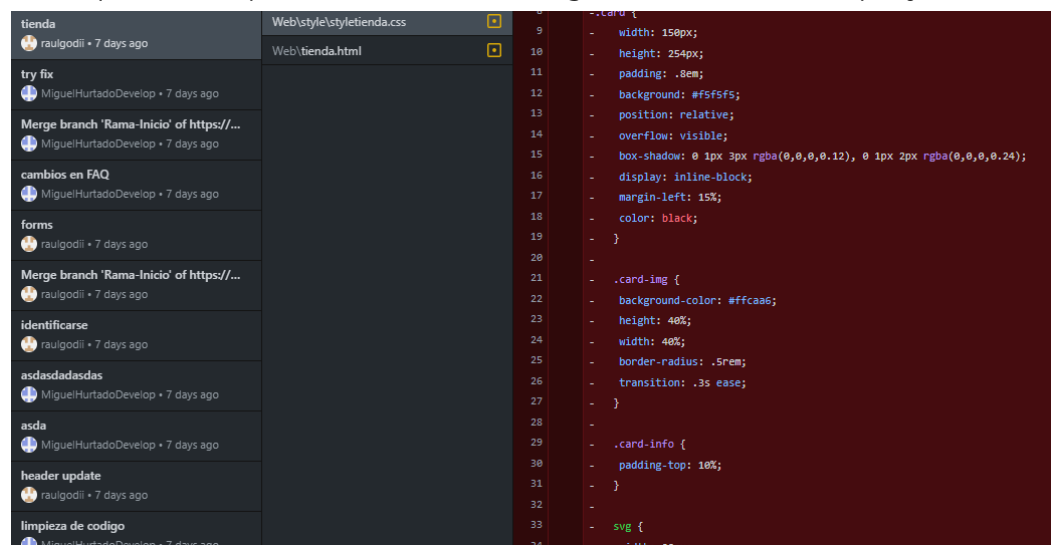 tienda
raulgodii • 7 days ago
try fix
MiguelHurtadoDevelop • 7 days ago
Merge branch 'Rama-Inicio' of https://...
MiguelHurtadoDevelop • 7 days ago
cambios en FAQ
MiguelHurtadoDevelop • 7 days ago
forms
raulgodii • 7 days ago
Merge branch 'Rama-Inicio' of https://...
raulgodii • 7 days ago
identificarse
raulgodii • 7 days ago
asdasdadasdas
MiguelHurtadoDevelop • 7 days ago
asda
MiguelHurtadoDevelop • 7 days ago
header update
raulgodii • 7 days ago
limpieza de codigo
MiguelHurtadoDevelop • 7 days ago
Web\style\styletienda.css
Web\tienda.html
8 -.card {
9 - width: 150px;
10 - height: 254px;
11 - padding: .8em;
12 - background: #f5f5f5;
13 - position: relative;
14 - overflow: visible;
15 - box-shadow: 0 1px 3px rgba(0,0,0,0.12), 0 1px 2px rgba(0,0,0,0.24);
16 - display: inline-block;
17 - margin-left: 15%;
18 - color: black;
19 - }
20 -
21 - .card-img {
22 - background-color: #ffcaa6;
23 - height: 40%;
24 - width: 40%;
25 - border-radius: .5rem;
26 - transition: .3s ease;
27 - }
28 -
29 - .card-info {
30 - padding-top: 10%;
31 - }
32 -
33 - svg {
34